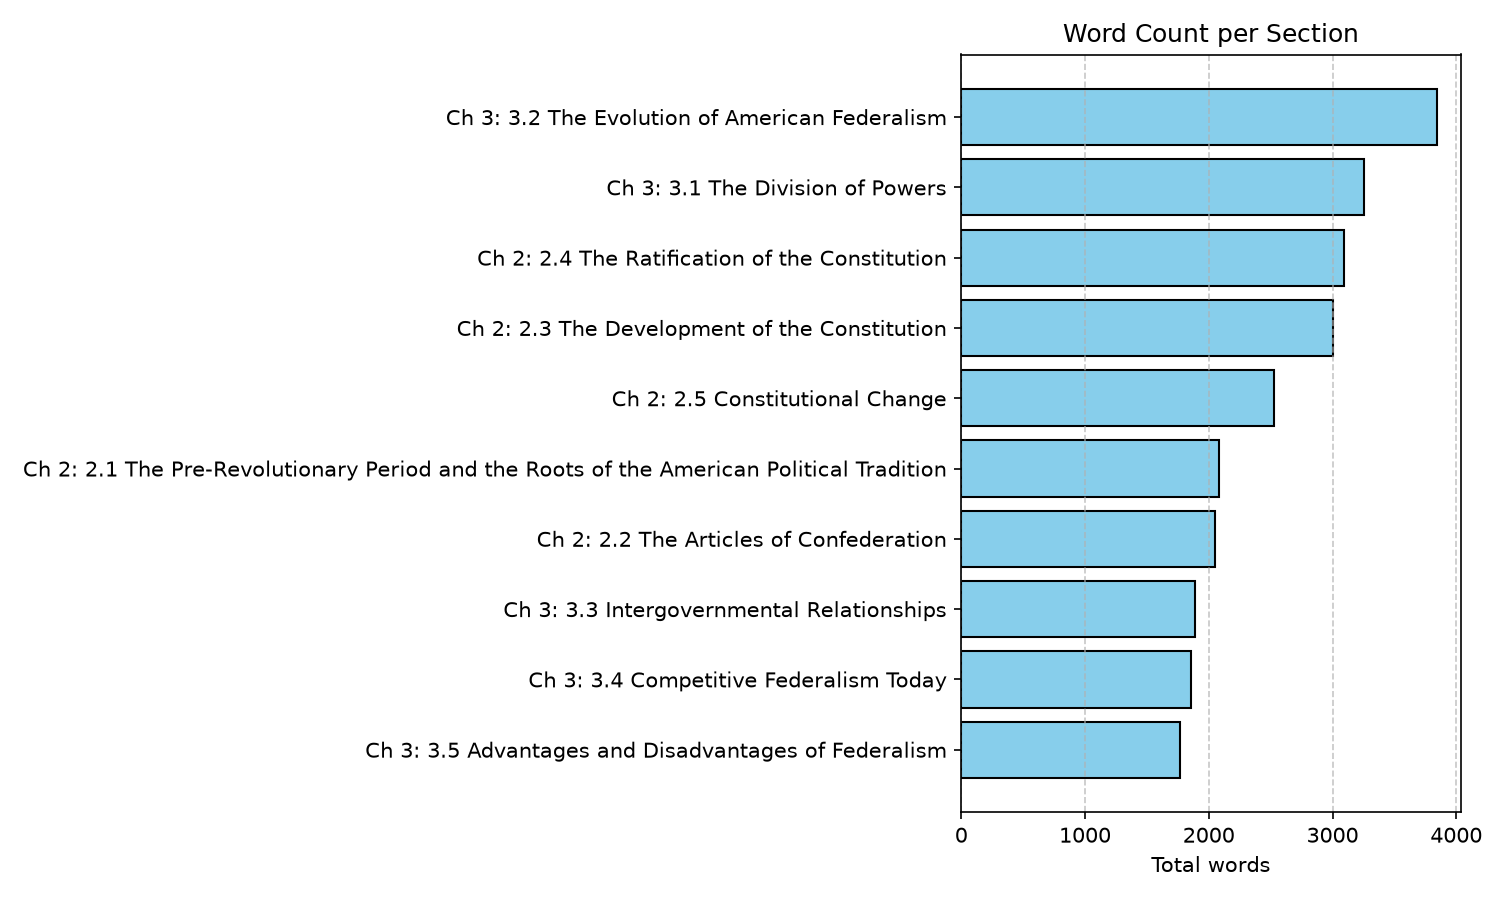 Word Count per Section
Ch 3: 3.2 The Evolution of American Federalism
Ch 3: 3.1 The Division of Powers
Ch 2: 2.4 The Ratification of the Constitution
Ch 2: 2.3 The Development of the Constitution
Ch 2: 2.5 Constitutional Change
Ch 2: 2.1 The Pre-Revolutionary Period and the Roots of the American Political Tradition
Ch 2: 2.2 The Articles of Confederation
Ch 3: 3.3 Intergovernmental Relationships
Ch 3: 3.4 Competitive Federalism Today
Ch 3: 3.5 Advantages and Disadvantages of Federalism
0 1000 2000 3000 4000
Total words